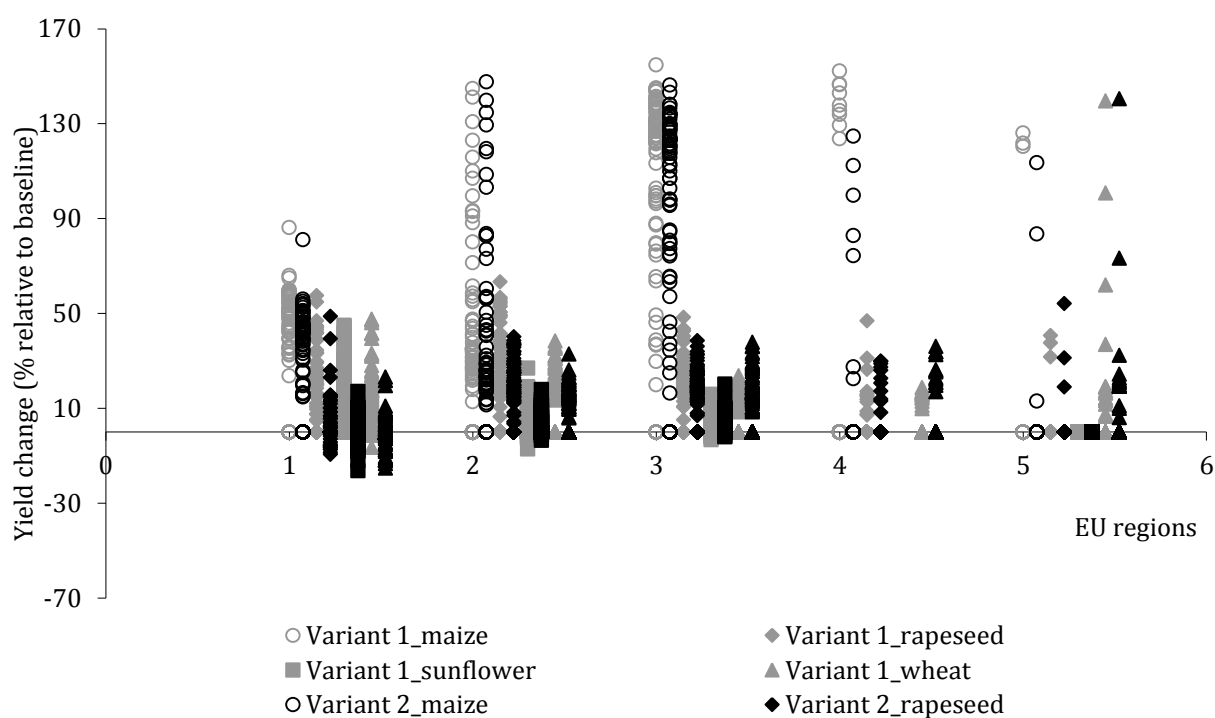 170
130
90
50
10
-30
-70
Yield change (% relative to baseline)
0 1 2 3 4 5 6
EU regions
Variant 1_maize Variant 1_rapeseed
Variant 1_sunflower Variant 1_wheat
Variant 2_maize Variant 2_rapeseed